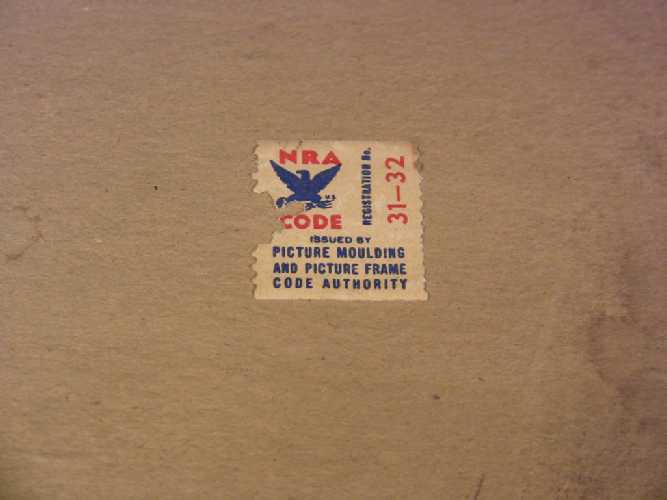 NRA
CODE
REGISTRATION No.
31-32
ISSUED BY
PICTURE MOULDING
AND PICTURE FRAME
CODE AUTHORITY